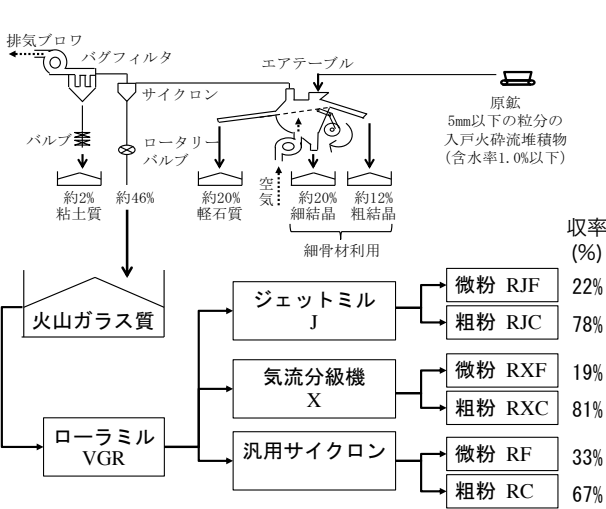 排気ブロワ
バグフィルタ
エアテーブル
サイクロン
原鉱
5mm以下の粒分の
入戸火砕流堆積物
(含水率1.0%以下)
バルブ
ロータリー
バルブ
空気
約2%
粘土質
約46%
約20%
軽石質
約20%
細結晶
約12%
粗結晶
細骨材利用
収率
(%)
火山ガラス質
ジェットミル
J
微粉 RJF 22%
粗粉 RJC 78%
気流分級機
X
微粉 RXF 19%
粗粉 RXC 81%
ローラミル
VGR
汎用サイクロン
微粉 RF 33%
粗粉 RC 67%